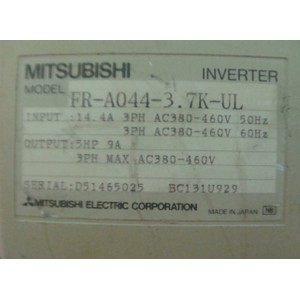 MITSUBISHI INVERTER
MODEL FR-A044-3.7K-UL
INPUT: 14.4A 3PH AC380-460V 50Hz
3PH AC380-460V 60Hz
OUTPUT: 5HP 9A
3PH MAX AC380-460V
SERIAL: D51465025 BC131U929
MITSUBISHI ELECTRIC CORPORATION MADE IN JAPAN